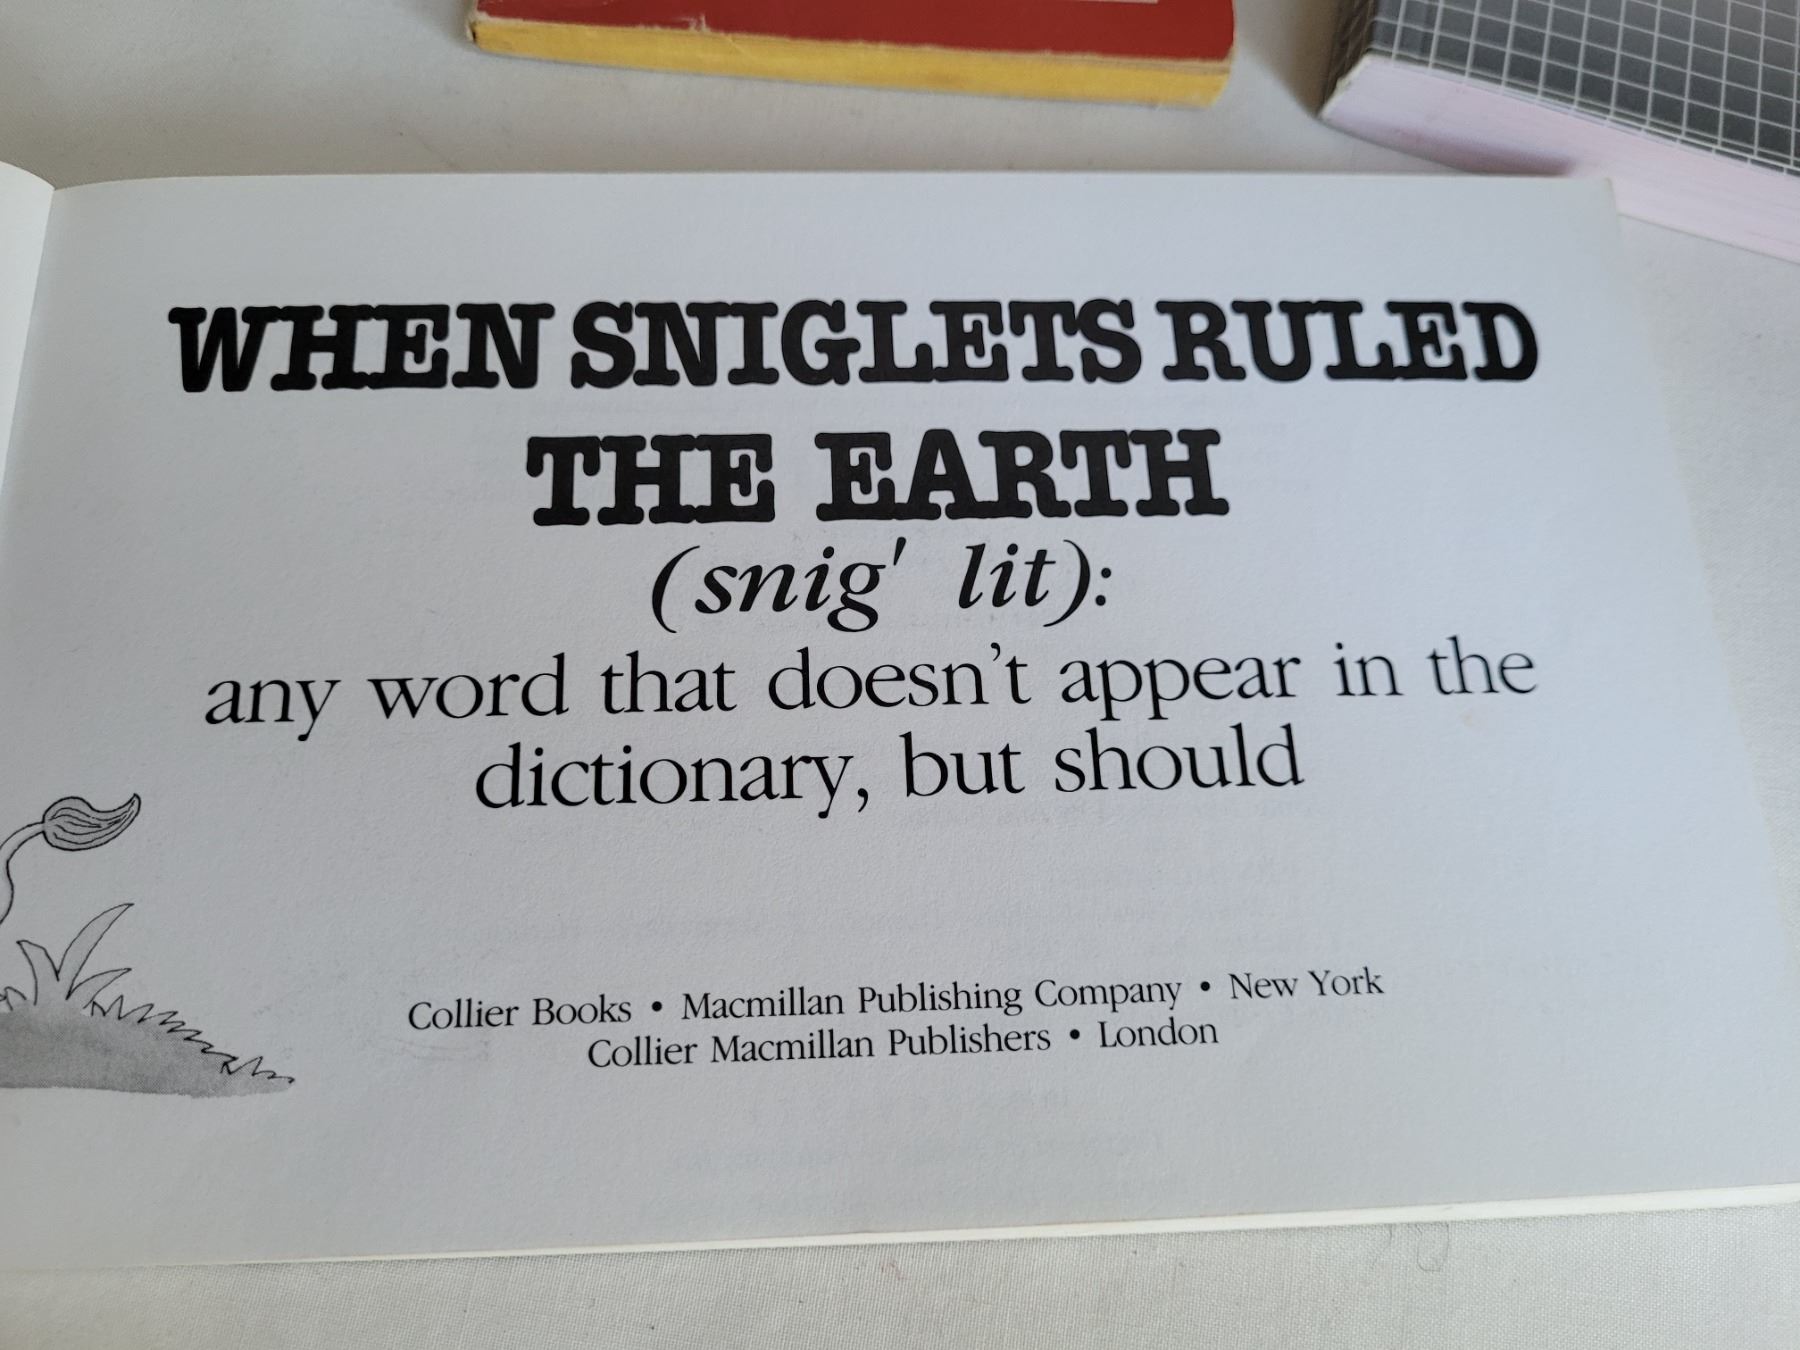 WHEN SNIGLETS RULED
THE EARTH
(snig' lit):
any word that doesn't appear in the
dictionary, but should
Collier Books • Macmillan Publishing Company • New York
Collier Macmillan Publishers • London